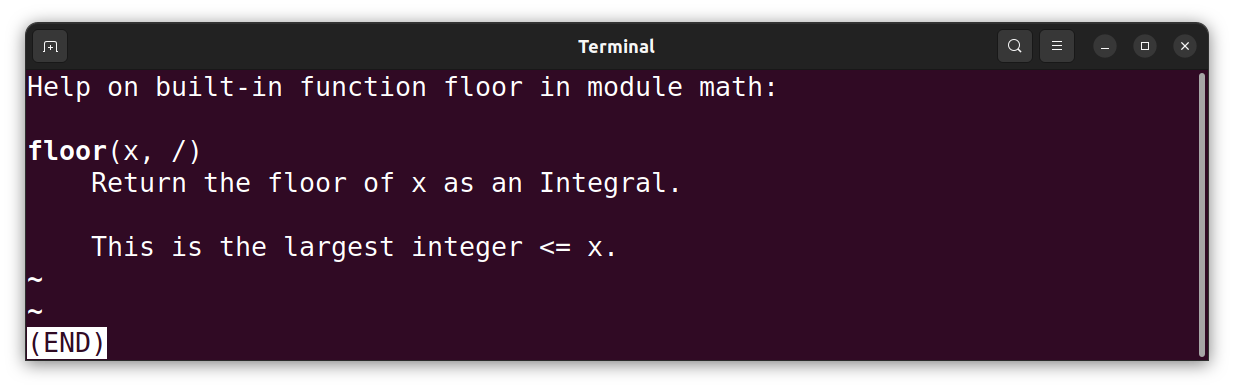 Terminal
Help on built-in function floor in module math:
floor(x, /)
Return the floor of x as an Integral.
This is the largest integer <= x.
~
~
(END)